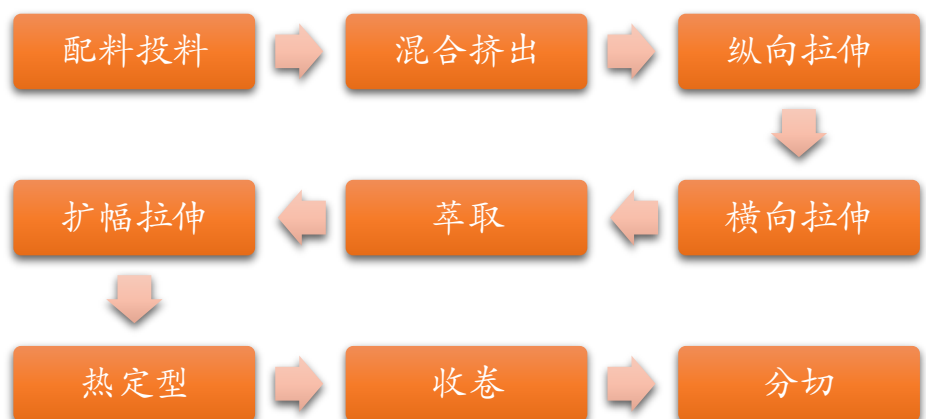 配料投料
混合挤出
纵向拉伸
横向拉伸
萃取
扩幅拉伸
热定型
收卷
分切